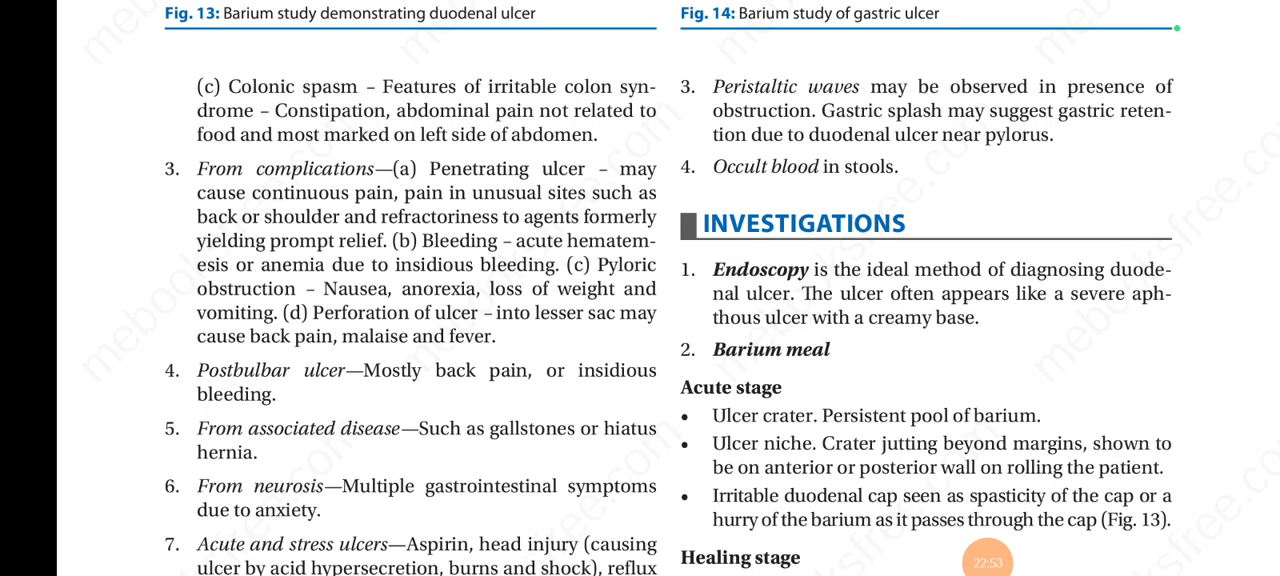 Fig. 13: Barium study demonstrating duodenal ulcer
(c) Colonic spasm – Features of irritable colon syn-
drome – Constipation, abdominal pain not related to
food and most marked on left side of abdomen.
3. From complications—(a) Penetrating ulcer – may
cause continuous pain, pain in unusual sites such as
back or shoulder and refractoriness to agents formerly
yielding prompt relief. (b) Bleeding – acute hematem-
esis or anemia due to insidious bleeding. (c) Pyloric
obstruction – Nausea, anorexia, loss of weight and
vomiting. (d) Perforation of ulcer – into lesser sac may
cause back pain, malaise and fever.
4. Postbulbar ulcer—Mostly back pain, or insidious
bleeding.
5. From associated disease—Such as gallstones or hiatus
hernia.
6. From neurosis—Multiple gastrointestinal symptoms
due to anxiety.
7. Acute and stress ulcers—Aspirin, head injury (causing
ulcer by acid hypersecretion, burns and shock), reflux
Fig. 14: Barium study of gastric ulcer
3. Peristaltic waves may be observed in presence of
obstruction. Gastric splash may suggest gastric reten-
tion due to duodenal ulcer near pylorus.
4. Occult blood in stools.
INVESTIGATIONS
1. Endoscopy is the ideal method of diagnosing duode-
nal ulcer. The ulcer often appears like a severe aph-
thous ulcer with a creamy base.
2. Barium meal
Acute stage
• Ulcer crater. Persistent pool of barium.
• Ulcer niche. Crater jutting beyond margins, shown to
be on anterior or posterior wall on rolling the patient.
• Irritable duodenal cap seen as spasticity of the cap or a
hurry of the barium as it passes through the cap (Fig. 13).
Healing stage
22:53